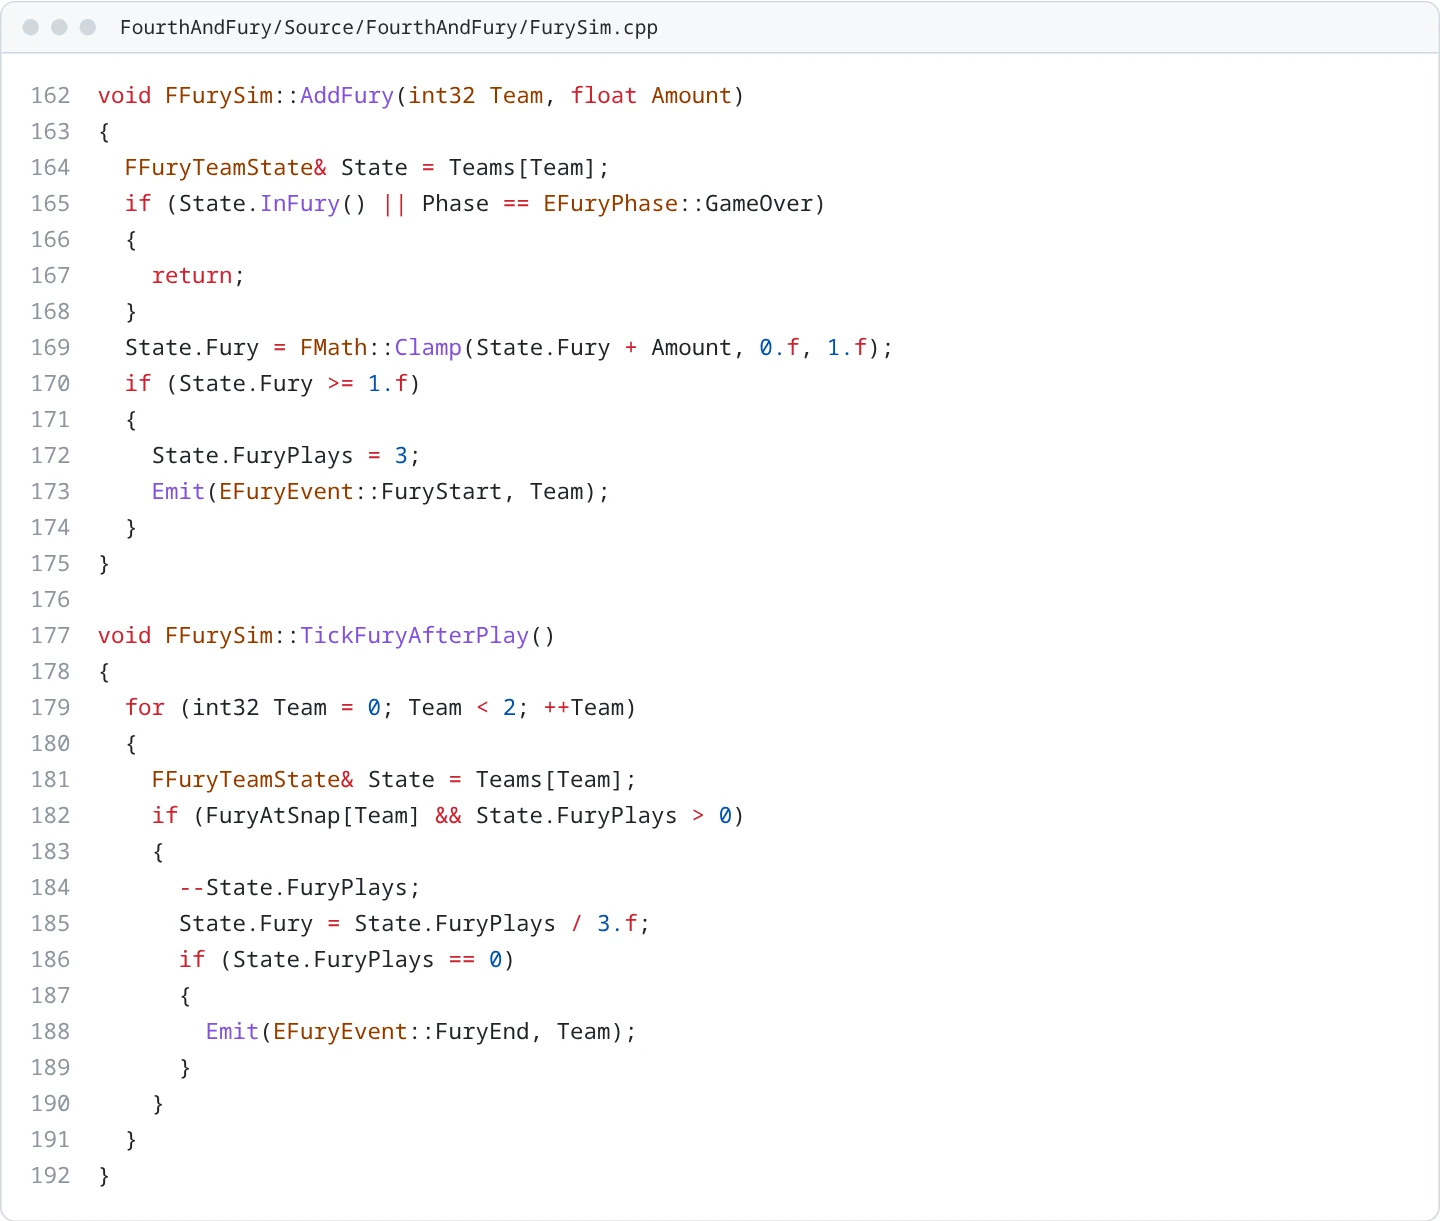 FourthAndFury/Source/FourthAndFury/FurySim.cpp
162 void FFurySim::AddFury(int32 Team, float Amount)
163 {
164   FFuryTeamState& State = Teams[Team];
165   if (State.InFury() || Phase == EFuryPhase::GameOver)
166   {
167     return;
168   }
169   State.Fury = FMath::Clamp(State.Fury + Amount, 0.f, 1.f);
170   if (State.Fury >= 1.f)
171   {
172     State.FuryPlays = 3;
173     Emit(EFuryEvent::FuryStart, Team);
174   }
175 }
176
177 void FFurySim::TickFuryAfterPlay()
178 {
179   for (int32 Team = 0; Team < 2; ++Team)
180   {
181     FFuryTeamState& State = Teams[Team];
182     if (FuryAtSnap[Team] && State.FuryPlays > 0)
183     {
184       --State.FuryPlays;
185       State.Fury = State.FuryPlays / 3.f;
186       if (State.FuryPlays == 0)
187       {
188         Emit(EFuryEvent::FuryEnd, Team);
189       }
190     }
191   }
192 }